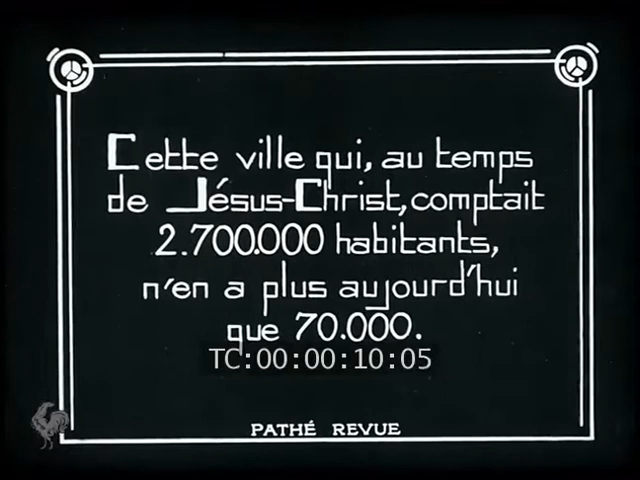 Cette ville qui, au temps
de Jésus-Christ, comptait
2.700.000 habitants,
n'en a plus aujourd'hui
que 70.000.
TC:00:00:10:05
PATHÉ REVUE